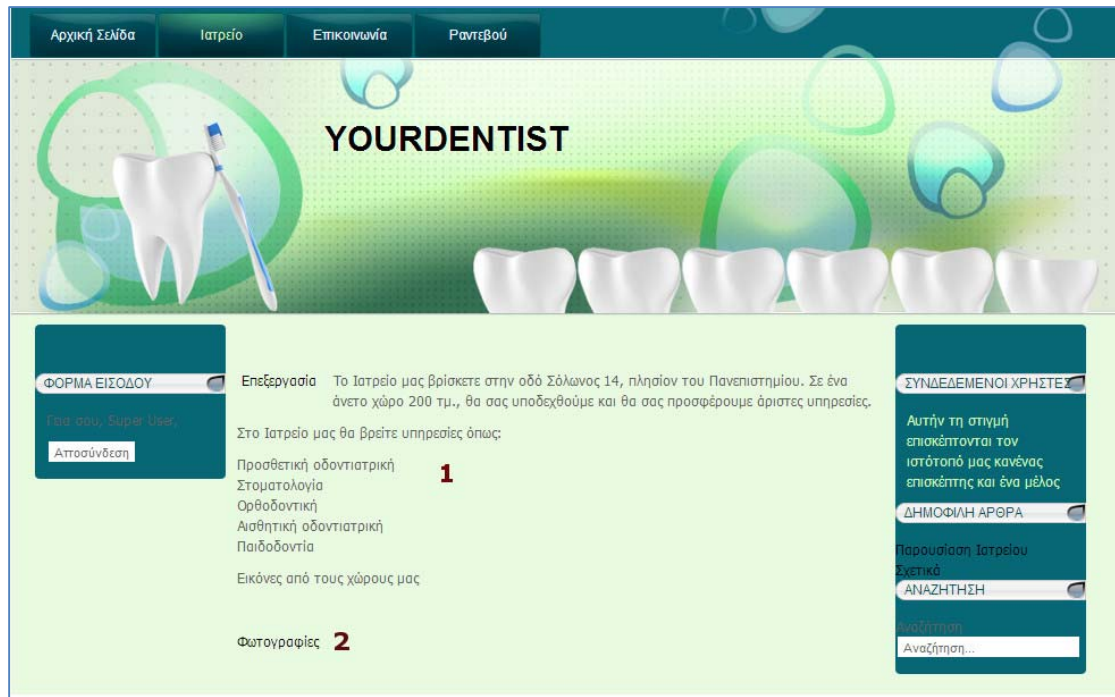 Αρχική Σελίδα
Ιατρείο
Επικοινωνία
Ραντεβού
YOURDENTIST
ΦΟΡΜΑ ΕΙΣΟΔΟΥ
Γεια σου, Super User,
Αποσύνδεση
Επεξεργασία
Το Ιατρείο μας βρίσκετε στην οδό Σόλωνος 14, πλησίον του Πανεπιστημίου. Σε ένα
άνετο χώρο 200 τμ., θα σας υποδεχθούμε και θα σας προσφέρουμε άριστες υπηρεσίες.
Στο Ιατρείο μας θα βρείτε υπηρεσίες όπως:
Προσθετική οδοντιατρική
Στοματολογία
Ορθοδοντική
Αισθητική οδοντιατρική
Παιδοδοντία
1
Εικόνες από τους χώρους μας
Φωτογραφίες 2
ΣΥΝΔΕΔΕΜΕΝΟΙ ΧΡΗΣΤΕΣ
Αυτήν τη στιγμή
επισκέπτονται τον
ιστότοπό μας κανένας
επισκέπτης και ένα μέλος
ΔΗΜΟΦΙΛΗ ΑΡΘΡΑ
Παρουσίαση Ιατρείου
Σχετικά
ΑΝΑΖΗΤΗΣΗ
Αναζήτηση
Αναζήτηση...